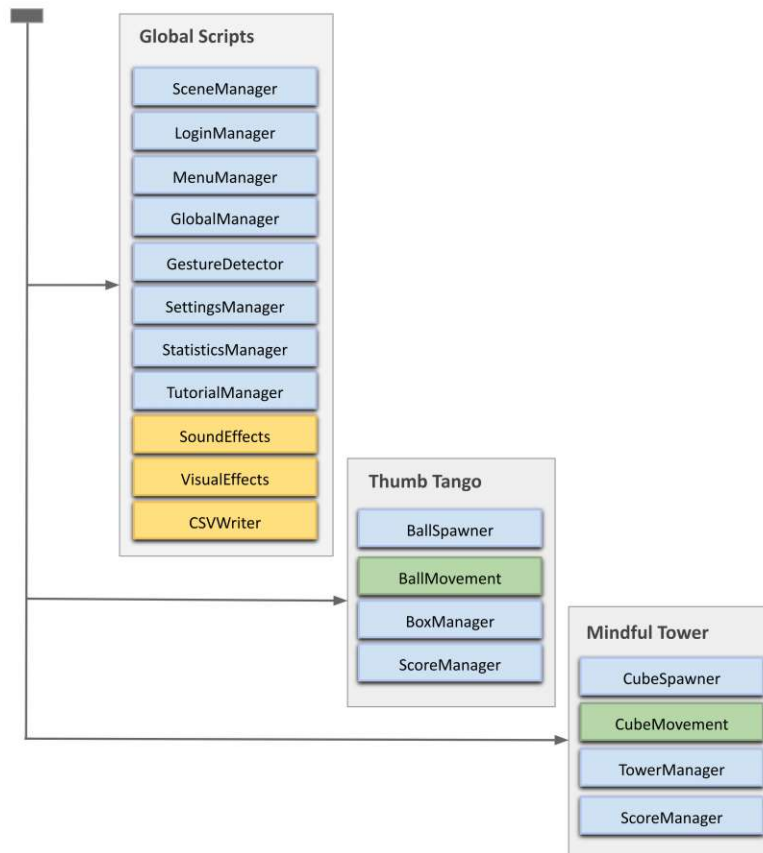 Global Scripts
SceneManager
LoginManager
MenuManager
GlobalManager
GestureDetector
SettingsManager
StatisticsManager
TutorialManager
SoundEffects
VisualEffects
CSVWriter
Thumb Tango
BallSpawner
BallMovement
BoxManager
ScoreManager
Mindful Tower
CubeSpawner
CubeMovement
TowerManager
ScoreManager